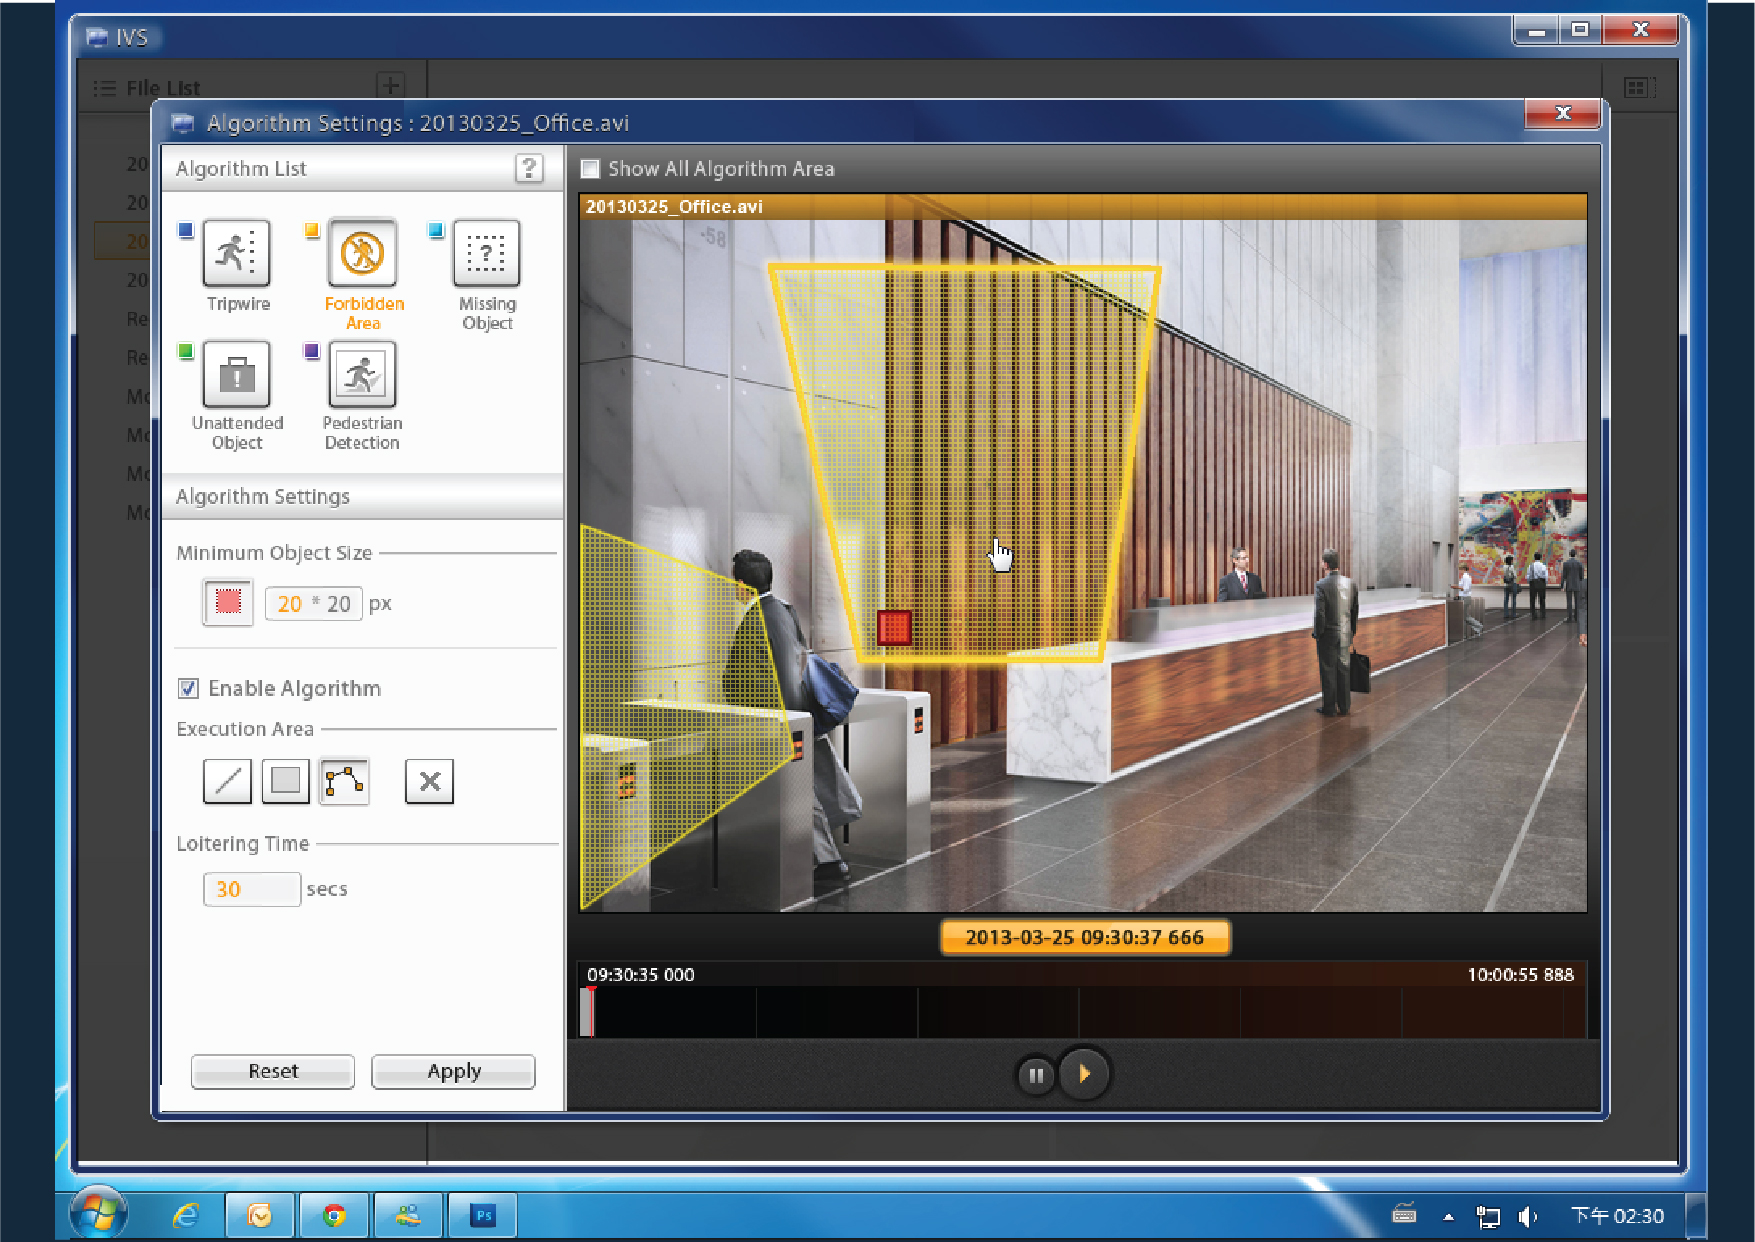 IVS
File List
20
20
20
20
Re
Re
Mo
Mo
Mo
Mo
Algorithm Settings : 20130325_Office.avi
Algorithm List
?
Tripwire
Forbidden
Area
Missing
Object
Unattended
Object
Pedestrian
Detection
Algorithm Settings
Minimum Object Size
20 * 20 px
Enable Algorithm
Execution Area
Loitering Time
30 secs
Reset
Apply
Show All Algorithm Area
20130325_Office.avi
-58
2013-03-25 09:30:37 666
09:30:35 000
10:00:55 888
Ps
下午 02:30